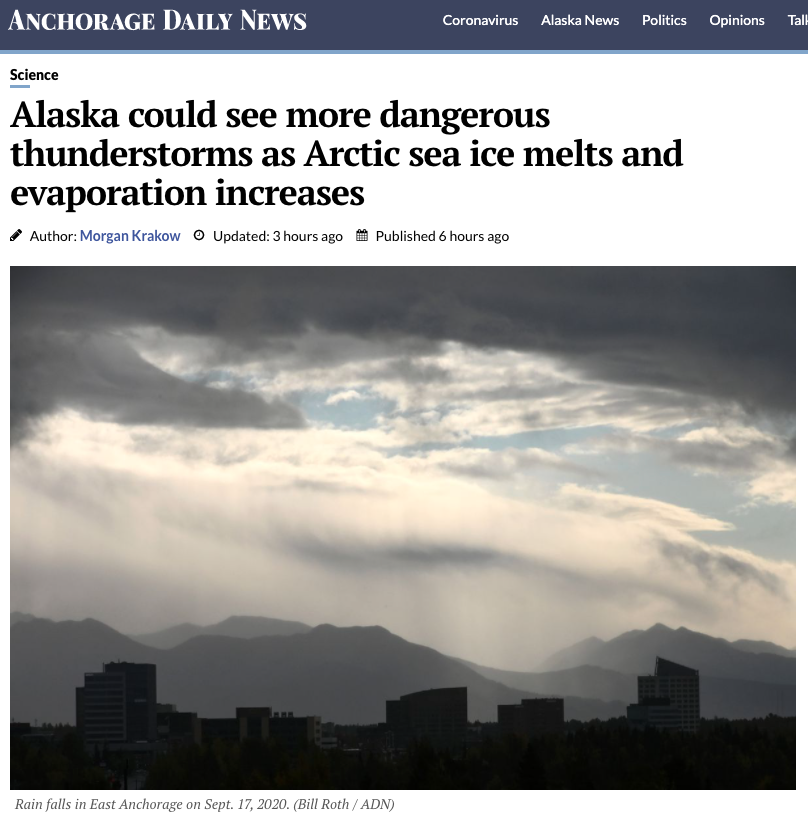 ANCHORAGE DAILY NEWS
Coronavirus Alaska News Politics Opinions
Science
Alaska could see more dangerous
thunderstorms as Arctic sea ice melts and
evaporation increases
Author: Morgan Krakow Updated: 3 hours ago Published 6 hours ago
Rain falls in East Anchorage on Sept. 17, 2020. (Bill Roth / ADN)